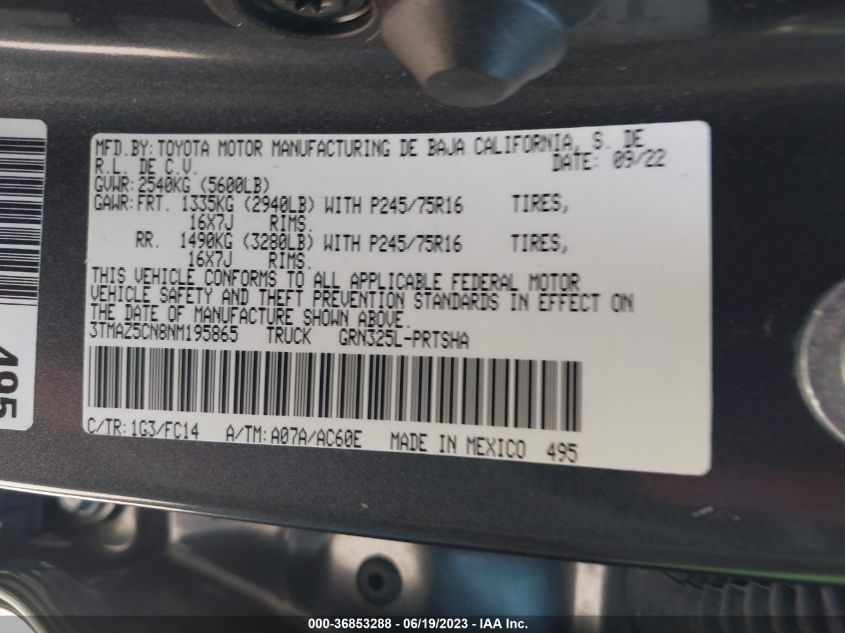 MFD.BY: TOYOTA MOTOR MANUFACTURING DE BAJA CALIFORNIA, S. DE
R.L. DE C.V. DATE: 09/22
GVWR: 2540KG (5600LB)
GAWR: FRT. 1335KG (2940LB) WITH P245/75R16 TIRES,
16X7J RIMS.
RR. 1490KG (3280LB) WITH P245/75R16 TIRES,
16X7J RIMS.
THIS VEHICLE CONFORMS TO ALL APPLICABLE FEDERAL MOTOR
VEHICLE SAFETY AND THEFT PREVENTION STANDARDS IN EFFECT ON
THE DATE OF MANUFACTURE SHOWN ABOVE.
3TMAZ5CN8NM195865 TRUCK GRN325L-PRTSHA
C/TR: 1G3/FC14 A/TM: A07A/AC60E MADE IN MEXICO 495
495
000-36853288 - 06/19/2023 - IAA Inc.